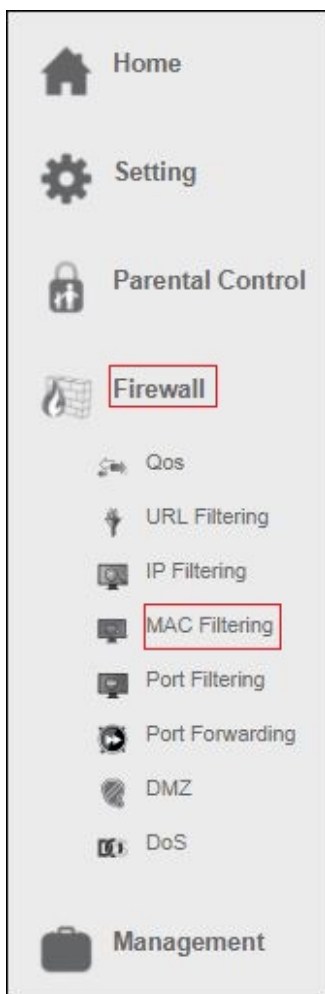 Home
Setting
Parental Control
Firewall
Qos
URL Filtering
IP Filtering
MAC Filtering
Port Filtering
Port Forwarding
DMZ
DoS
Management